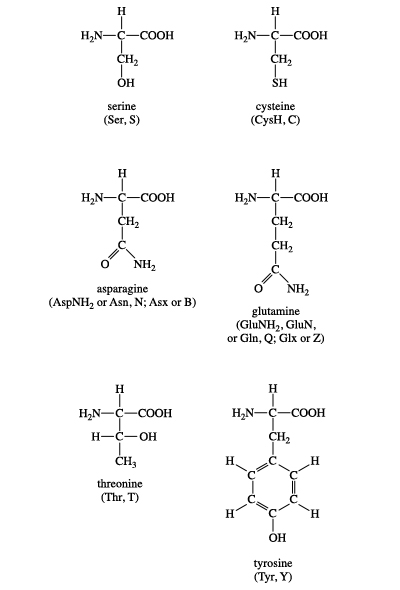 H
H₂N—C—COOH
CH₂
OH
serine
(Ser, S)
H
H₂N—C—COOH
CH₂
SH
cysteine
(CysH, C)
H
H₂N—C—COOH
CH₂
C
O NH₂
asparagine
(AspNH₂ or Asn, N; Asx or B)
H
H₂N—C—COOH
CH₂
CH₂
C
O NH₂
glutamine
(GluNH₂, GluN,
or Gln, Q; Glx or Z)
H
H₂N—C—COOH
H—C—OH
CH₃
threonine
(Thr, T)
H
H₂N—C—COOH
CH₂
H C H
C C
C C
H C H
OH
tyrosine
(Tyr, Y)